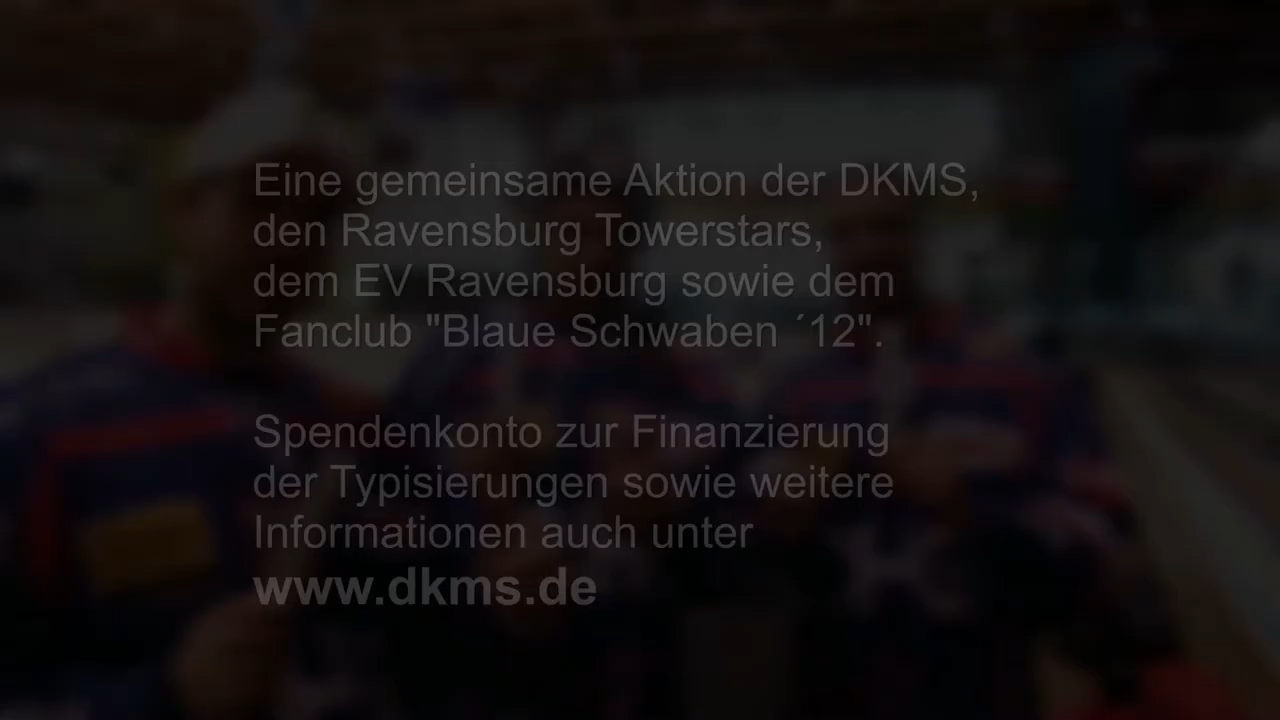 Eine gemeinsame Aktion der DKMS,
den Ravensburg Towerstars,
dem EV Ravensburg sowie dem
Fanclub "Blaue Schwaben ´12".
Spendenkonto zur Finanzierung
der Typisierungen sowie weitere
Informationen auch unter
www.dkms.de